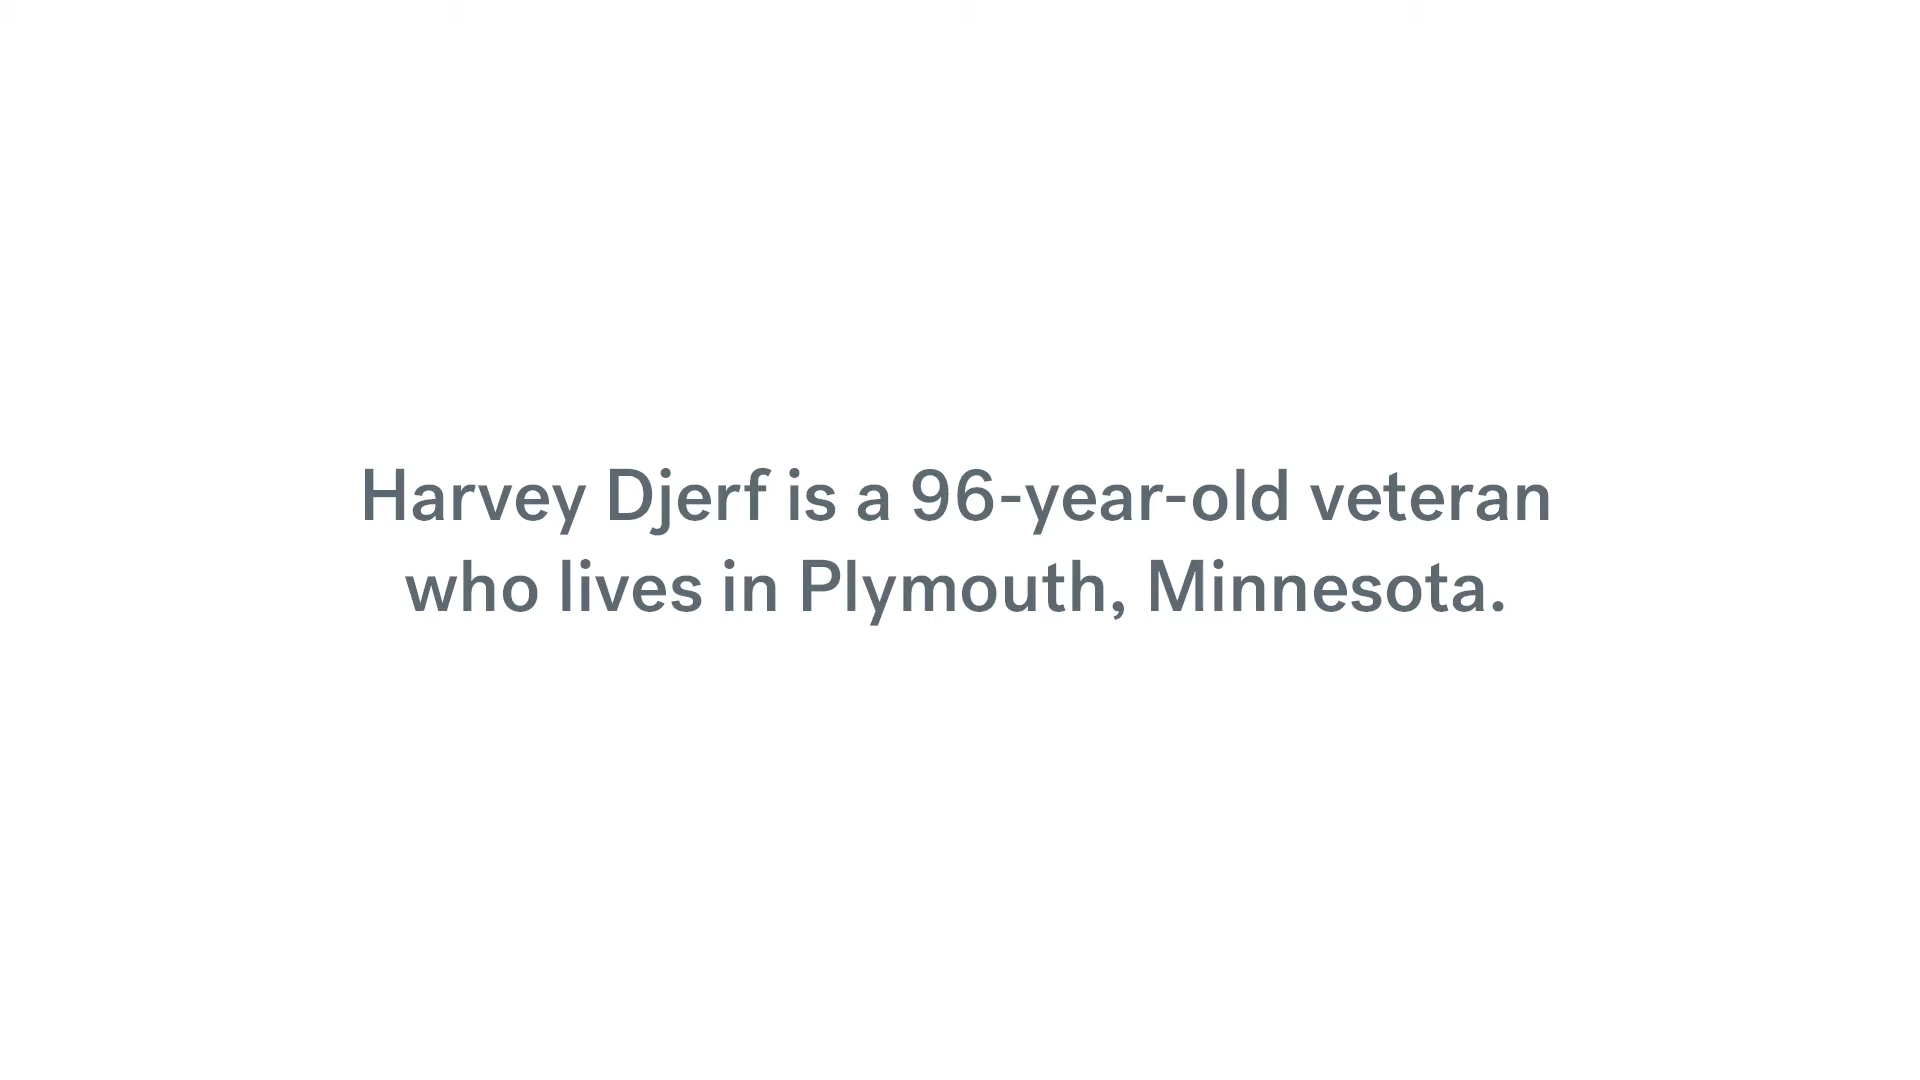 Harvey Djerf is a 96-year-old veteran
who lives in Plymouth, Minnesota.